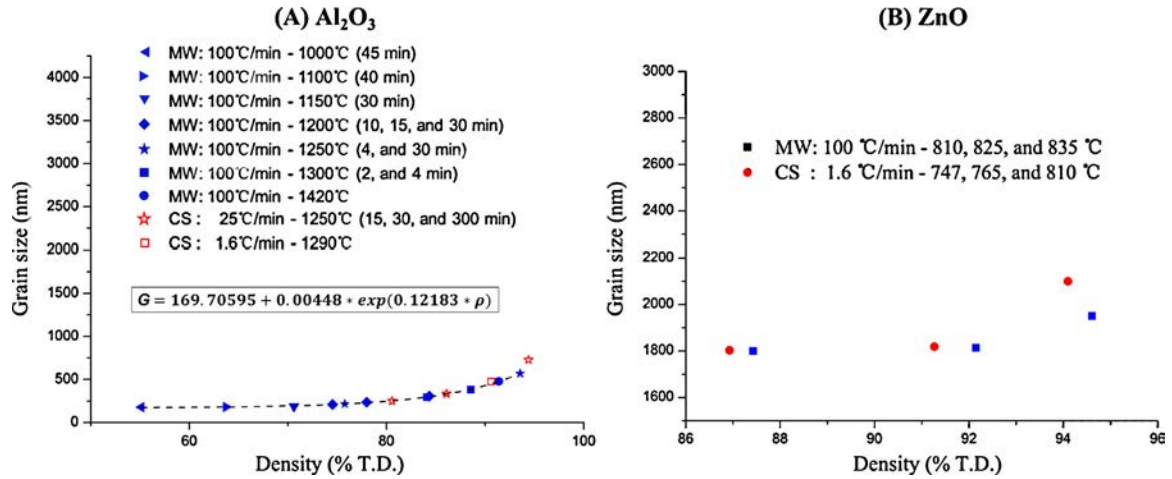 (A) Al₂O₃
MW: 100℃/min - 1000℃ (45 min)
MW: 100℃/min - 1100℃ (40 min)
MW: 100℃/min - 1150℃ (30 min)
MW: 100℃/min - 1200℃ (10, 15, and 30 min)
MW: 100℃/min - 1250℃ (4, and 30 min)
MW: 100℃/min - 1300℃ (2, and 4 min)
MW: 100℃/min - 1420℃
CS : 25℃/min - 1250℃ (15, 30, and 300 min)
CS : 1.6℃/min - 1290℃
G = 169.70595 + 0.00448 * exp(0.12183 * ρ)
Grain size (nm)
4000
3500
3000
2500
2000
1500
1000
500
0
60
80
100
Density (% T.D.)
(B) ZnO
MW: 100 ℃/min - 810, 825, and 835 ℃
CS : 1.6 ℃/min - 747, 765, and 810 ℃
Grain size (nm)
3000
2800
2600
2400
2200
2000
1800
1600
86
88
90
92
94
96
Density (% T.D.)